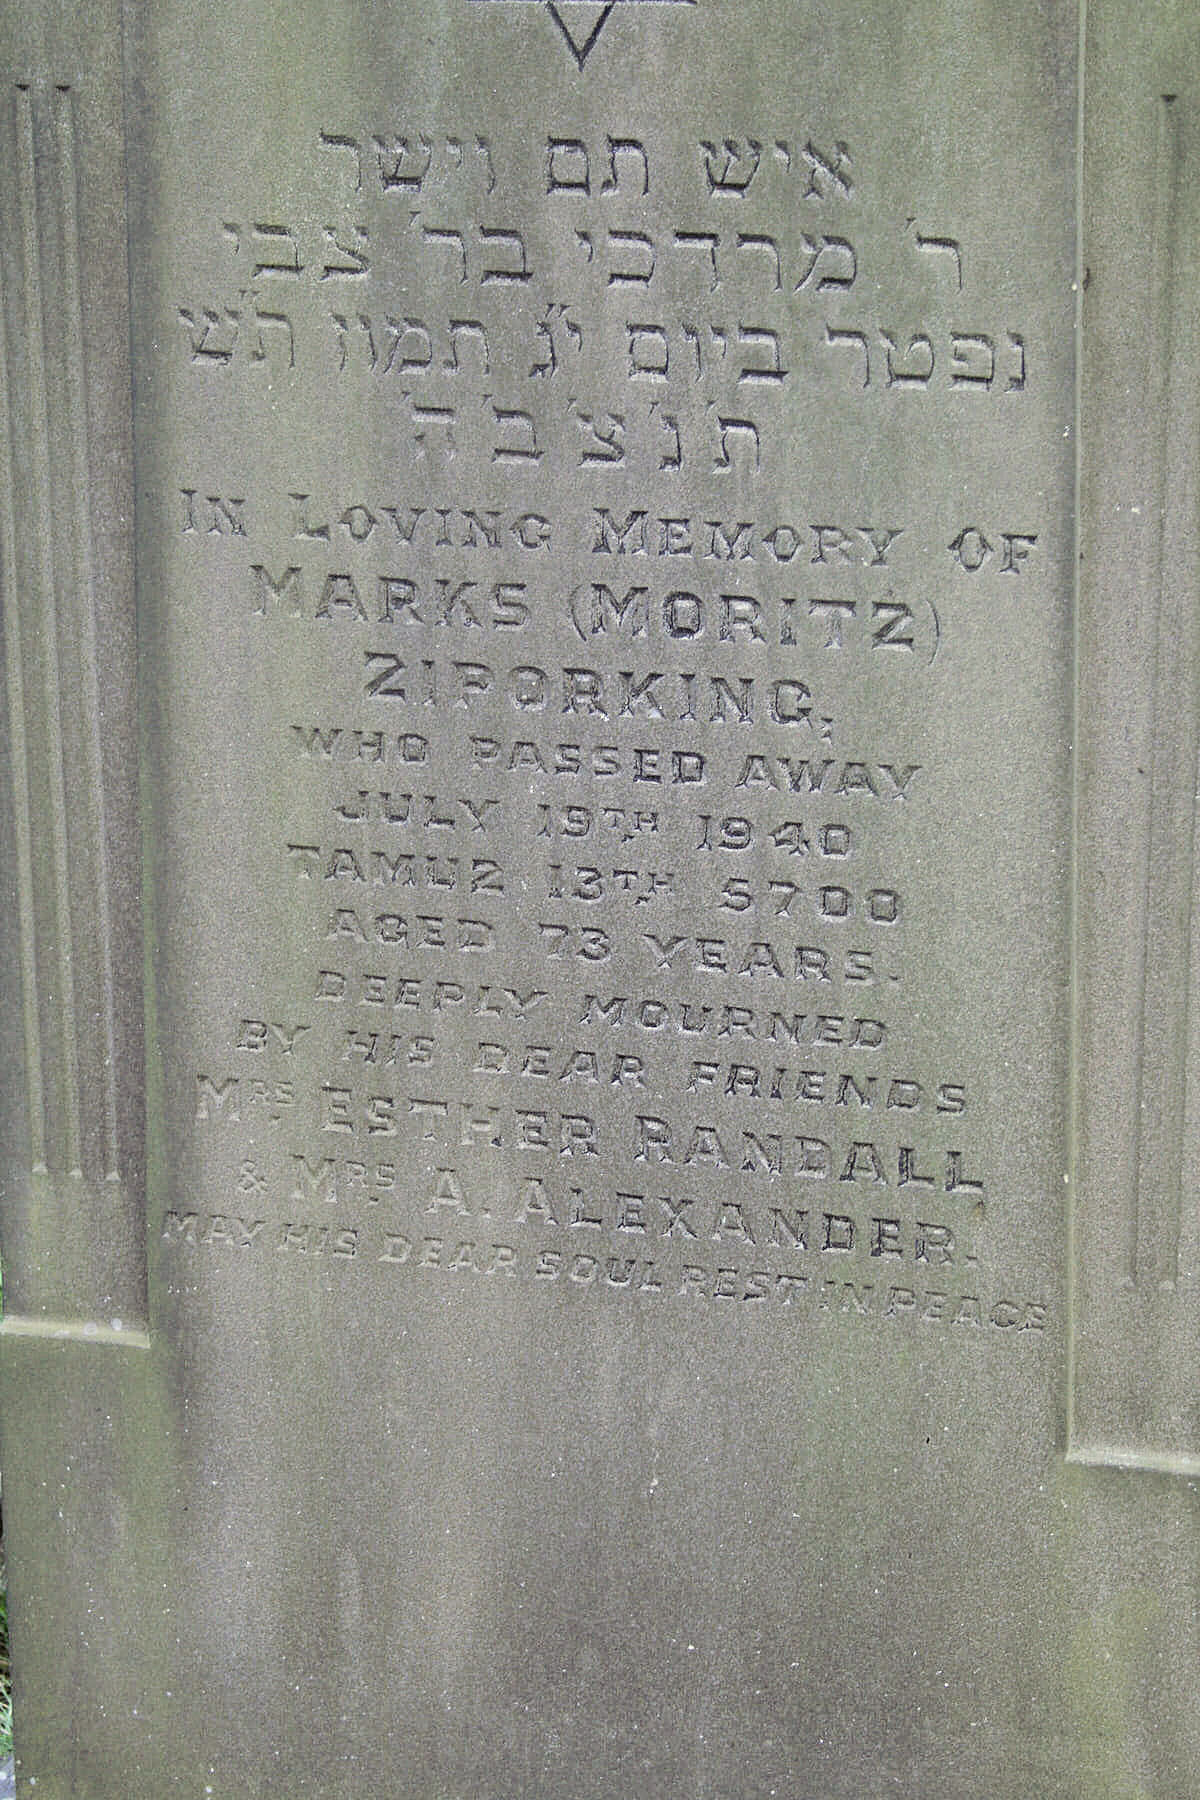 איש תם וישר
ר' מרדכי בר' צבי
נפטר ביום י"ג תמוז ת"ש
ת'נ'צ'ב'ה'
IN LOVING MEMORY OF
MARKS (MORITZ)
ZIPORKING,
WHO PASSED AWAY
JULY 19TH 1940
TAMUZ 13TH 5700
AGED 73 YEARS.
DEEPLY MOURNED
BY HIS DEAR FRIENDS
MRS ESTHER RANDALL
& MRS A. ALEXANDER.
MAY HIS DEAR SOUL REST IN PEACE